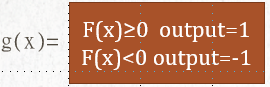 F(x)≥0 output=1
g(x)=
F(x)<0 output=-1